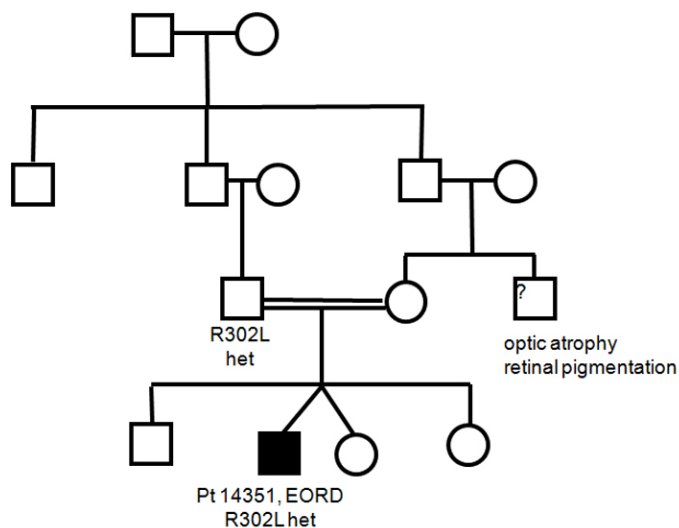 ?
R302L
het
optic atrophy
retinal pigmentation
Pt 14351, EORD
R302L het